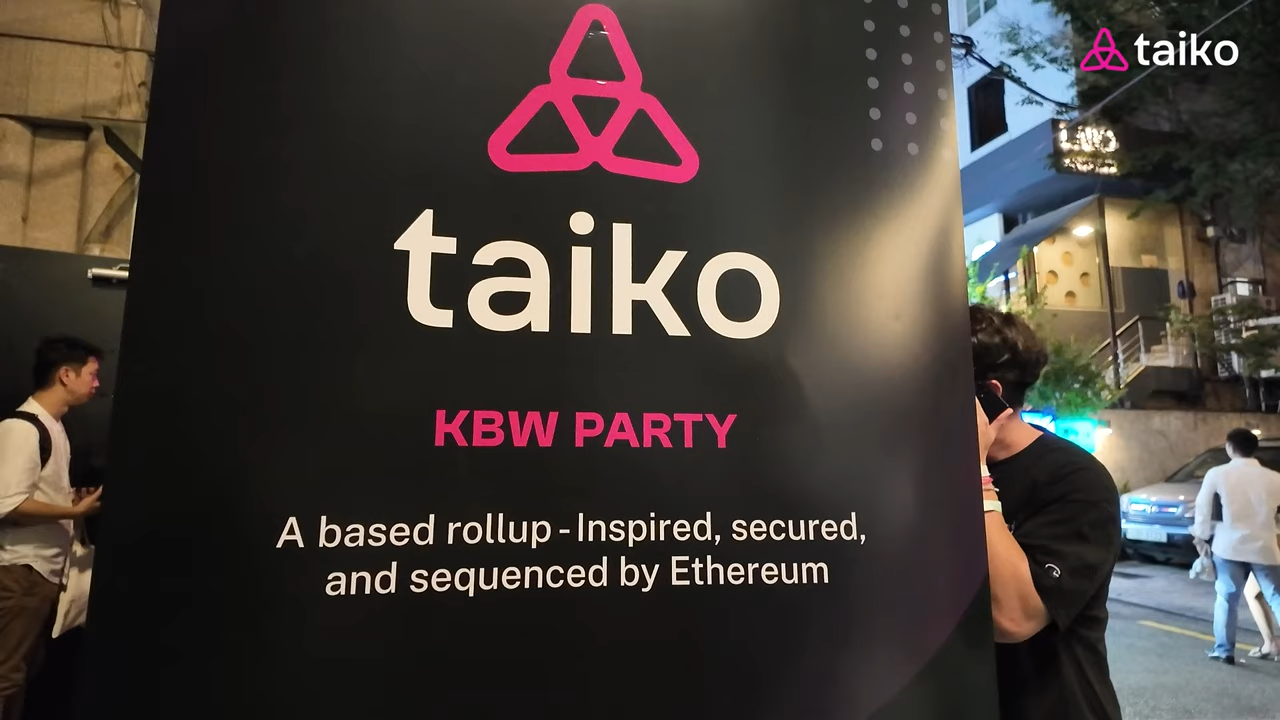 taiko
taiko
KBW PARTY
A based rollup - Inspired, secured,
and sequenced by Ethereum